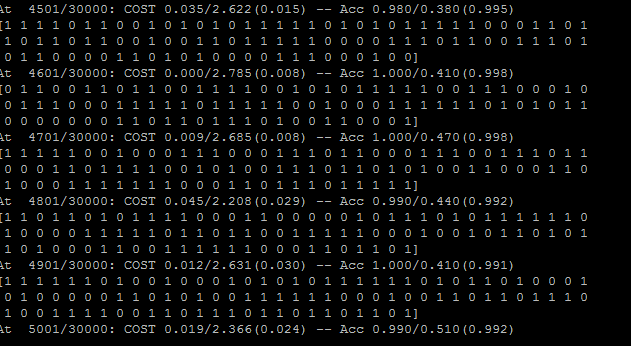 At  4501/30000: COST 0.035/2.622(0.015) -- Acc 0.980/0.380(0.995)
[1 1 1 1 0 1 1 0 0 1 0 0 0 1 0 1 0 1 1 1 1 1 0 1 0 1 0 1 1 1 1 0 0 0 1 1 0 1
1 0 1 1 0 1 1 0 0 1 0 1 1 0 1 0 1 1 1 1 0 0 0 0 1 1 1 0 1 1 0 0 1 1 1 0 1
0 1 1 0 0 0 1 1 0 1 0 1 1 0 0 0 0 1 1 1 0 0 0 1 0 0]
At  4601/30000: COST 0.000/2.785(0.008) -- Acc 1.000/0.410(0.998)
[0 1 1 0 0 1 1 0 1 1 1 0 1 0 1 1 0 1 0 1 0 1 1 1 1 1 0 0 1 1 1 0 0 0 1 0
0 1 1 1 0 0 0 1 1 1 0 0 0 0 1 1 0 1 1 0 0 0 1 1 1 1 1 1 1 0 1 0 1 0 1 1
0 0 0 0 0 0 0 1 1 0 1 1 0 1 1 0 1 0 1 1 1 0 0 0 1]
At  4701/30000: COST 0.009/2.685(0.008) -- Acc 1.000/0.470(0.998)
[1 1 1 1 1 0 0 1 0 0 0 1 1 1 0 0 0 1 1 1 0 1 1 0 0 0 1 1 1 0 0 1 1 1 0 1 1
0 0 0 1 1 0 1 1 0 1 0 1 1 1 0 0 1 1 1 0 1 1 0 1 0 1 0 0 1 1 0 0 0 1 1 0
1 0 0 0 1 1 1 1 1 1 0 0 0 1 1 1 0 1 1 0 1 1 1 1 1]
At  4801/30000: COST 0.045/2.208(0.029) -- Acc 0.990/0.440(0.992)
[1 1 0 1 1 0 1 0 1 1 0 0 0 1 1 0 0 0 0 0 1 0 1 1 1 0 1 0 1 1 1 1 1 1 0
0 1 0 0 0 0 1 1 1 1 1 1 0 1 0 1 0 1 1 0 0 0 1 0 0 1 1 0 1 1 0 1 0 1
1 1 0 1 0 0 0 1 1 0 0 1 1 1 1 1 1 0 0 0 1 1 0 1 1 0 1]
At  4901/30000: COST 0.012/2.631(0.030) -- Acc 1.000/0.410(0.991)
[1 1 1 1 1 1 0 1 1 0 0 1 0 1 0 1 0 1 1 1 1 1 1 1 0 1 0 1 1 0 1 0 0 0 1
0 1 0 0 0 0 0 1 1 0 0 1 0 1 1 0 1 0 0 1 1 1 0 0 1 1 0 1 1 0 1 1 1 0
1 0 0 1 1 1 0 0 0 1 1 1 1 0 1 1 0 1 0 1 1 0 1 1 0 1]
At  5001/30000: COST 0.019/2.366(0.024) -- Acc 0.990/0.510(0.992)